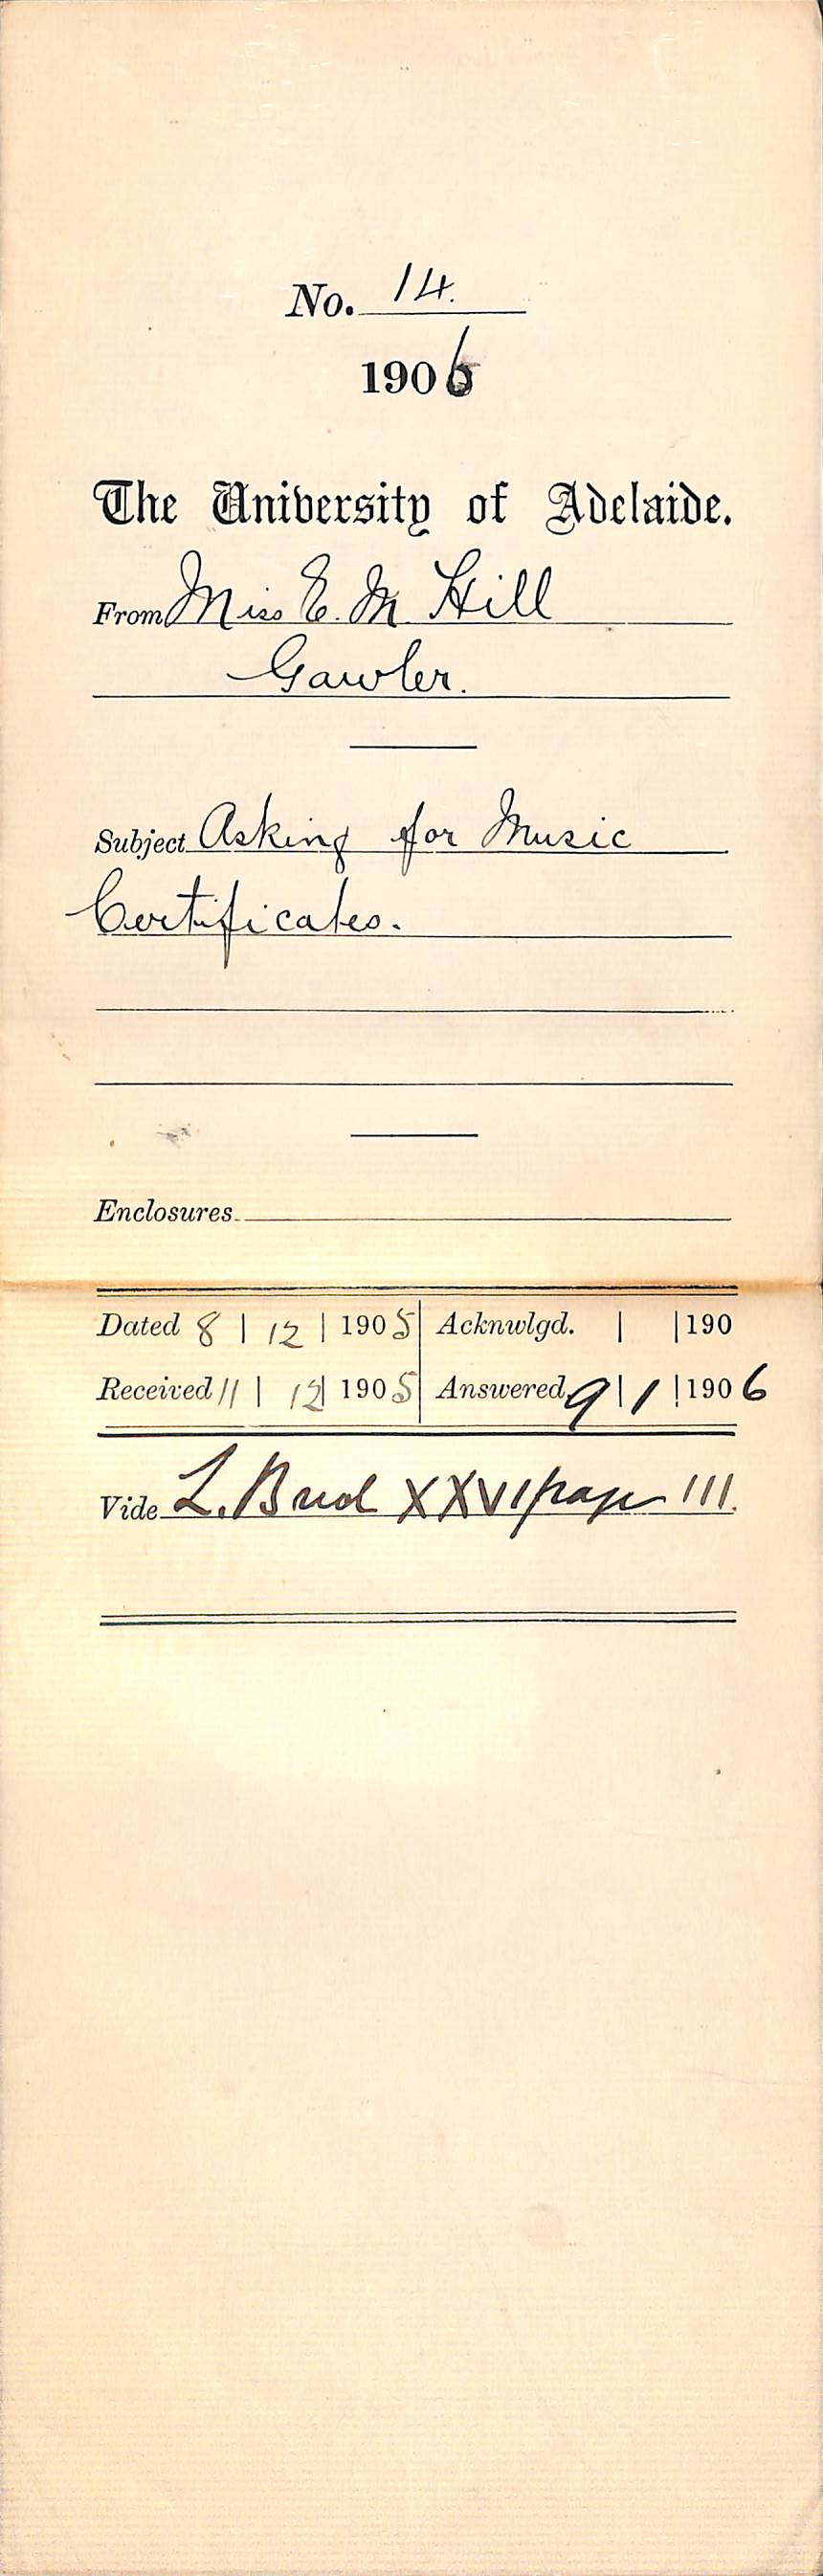 No. 14.
1906
The University of Adelaide.
From Miss E. M. Hill
Gawler.
Subject Asking for Music
Certificates.
Enclosures
Dated 8 | 12 | 1905 Acknwlgd. | | 190
Received 11 | 12 | 1905 Answered 9 | 1 | 1906
Vide L. XXVI page 111.